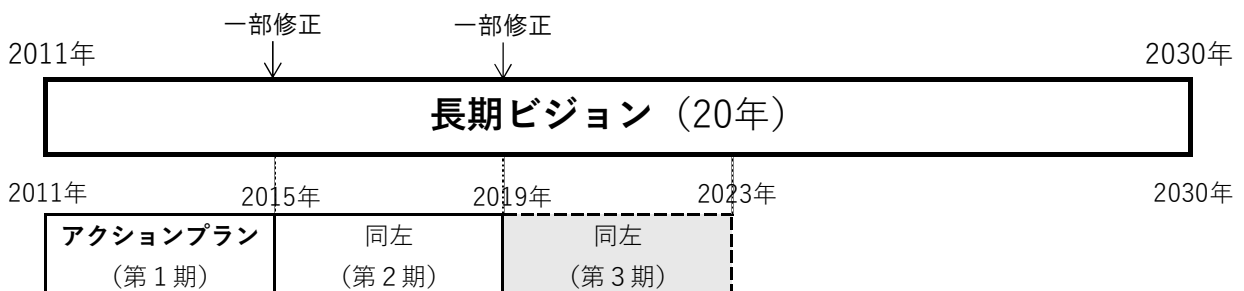 一部修正 一部修正
2011年 2030年
長期ビジョン（20年）
2011年 2015年 2019年 2023年 2030年
アクションプラン 同左 同左
（第１期） （第２期） （第３期）